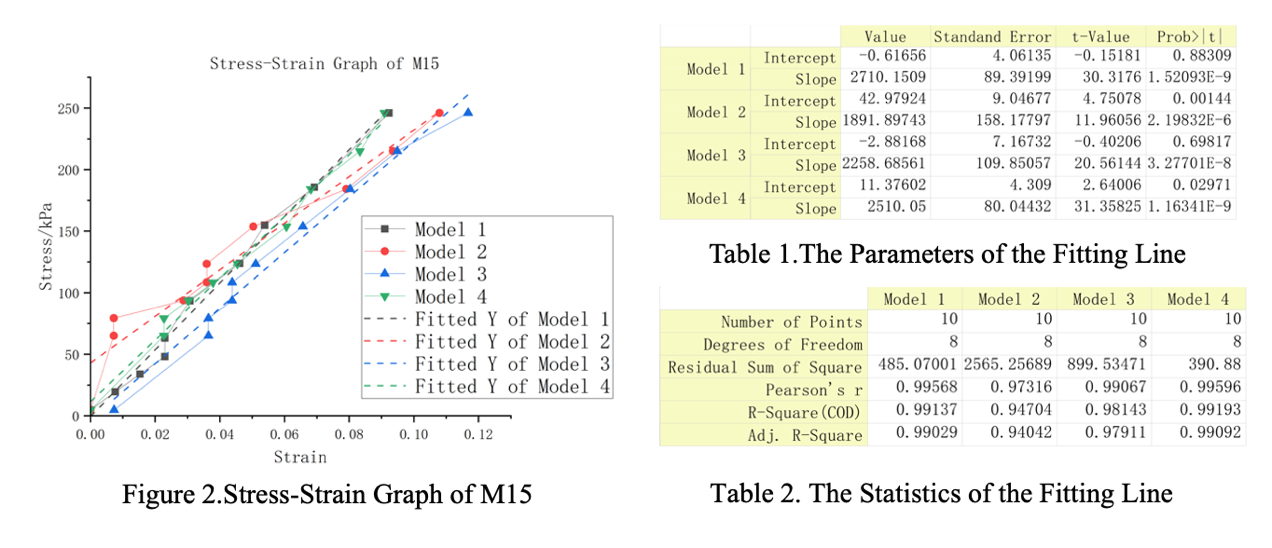 Stress-Strain Graph of M15
Stress/kPa
250
200
150
100
50
0
0.00 0.02 0.04 0.06 0.08 0.10 0.12
Strain
Model 1
Model 2
Model 3
Model 4
Fitted Y of Model 1
Fitted Y of Model 2
Fitted Y of Model 3
Fitted Y of Model 4
Figure 2.Stress-Strain Graph of M15
Value Standand Error t-Value Prob>|t|
Model 1 Intercept -0.61656 4.06135 -0.15181 0.88309
Slope 2710.1509 89.39199 30.3176 1.52093E-9
Model 2 Intercept 42.97924 9.04677 4.75078 0.00144
Slope 1891.89743 158.17797 11.96056 2.19832E-6
Model 3 Intercept -2.88168 7.16732 -0.40206 0.69817
Slope 2258.68561 109.85057 20.56144 3.27701E-8
Model 4 Intercept 11.37602 4.309 2.64006 0.02971
Slope 2510.05 80.04432 31.35825 1.16341E-9
Table 1.The Parameters of the Fitting Line
Model 1 Model 2 Model 3 Model 4
Number of Points 10 10 10 10
Degrees of Freedom 8 8 8 8
Residual Sum of Square 485.07001 2565.25689 899.53471 390.88
Pearson's r 0.99568 0.97316 0.99067 0.99596
R-Square(COD) 0.99137 0.94704 0.98143 0.99193
Adj. R-Square 0.99029 0.94042 0.97911 0.99092
Table 2. The Statistics of the Fitting Line